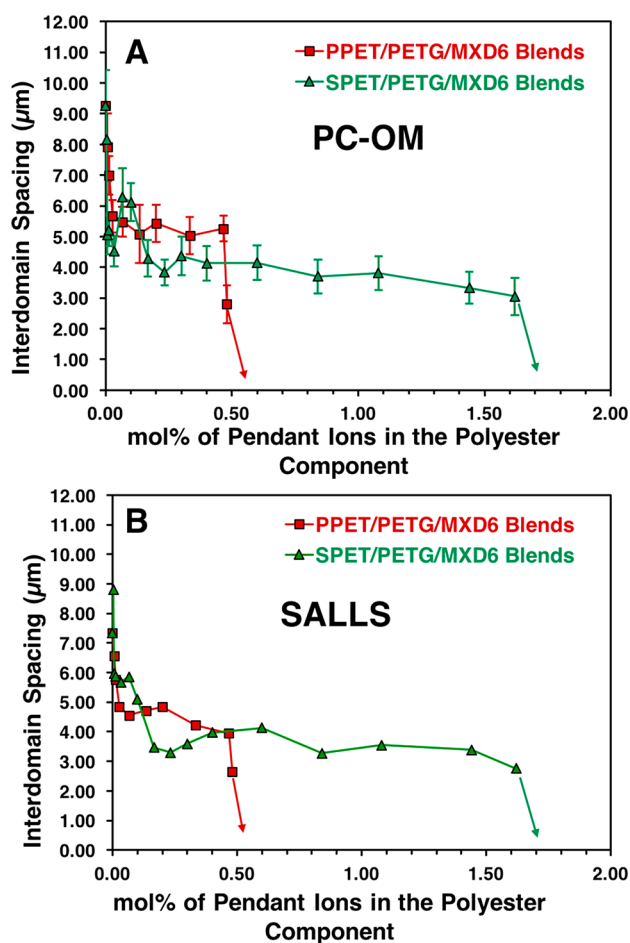 12.00
11.00
10.00
9.00
8.00
7.00
6.00
5.00
4.00
3.00
2.00
1.00
0.00
Interdomain Spacing (µm)
A
PPET/PETG/MXD6 Blends
SPET/PETG/MXD6 Blends
PC-OM
0.00 0.50 1.00 1.50 2.00
mol% of Pendant Ions in the Polyester
Component
12.00
11.00
10.00
9.00
8.00
7.00
6.00
5.00
4.00
3.00
2.00
1.00
0.00
Interdomain Spacing (µm)
B
PPET/PETG/MXD6 Blends
SPET/PETG/MXD6 Blends
SALLS
0.00 0.50 1.00 1.50 2.00
mol% of Pendant Ions in the Polyester
Component